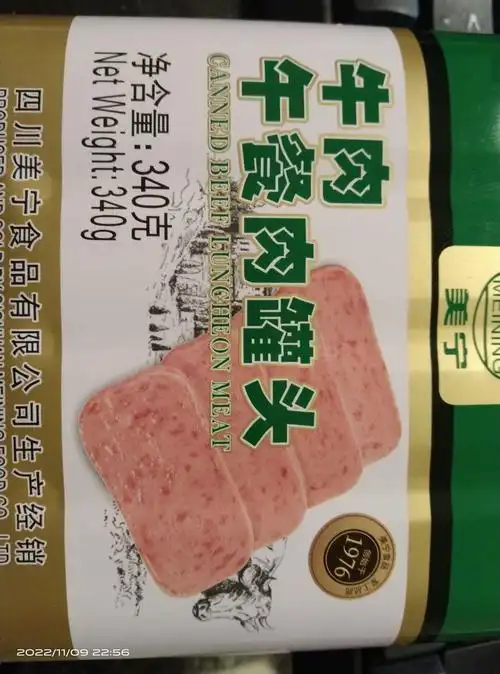 MEINING
美宁
牛肉
午餐肉罐头
CANNED BEEF LUNCHEON MEAT
1976
净含量：340克
Net Weight: 340g
四川美宁食品有限公司生产经销
2022/11/09 22:56